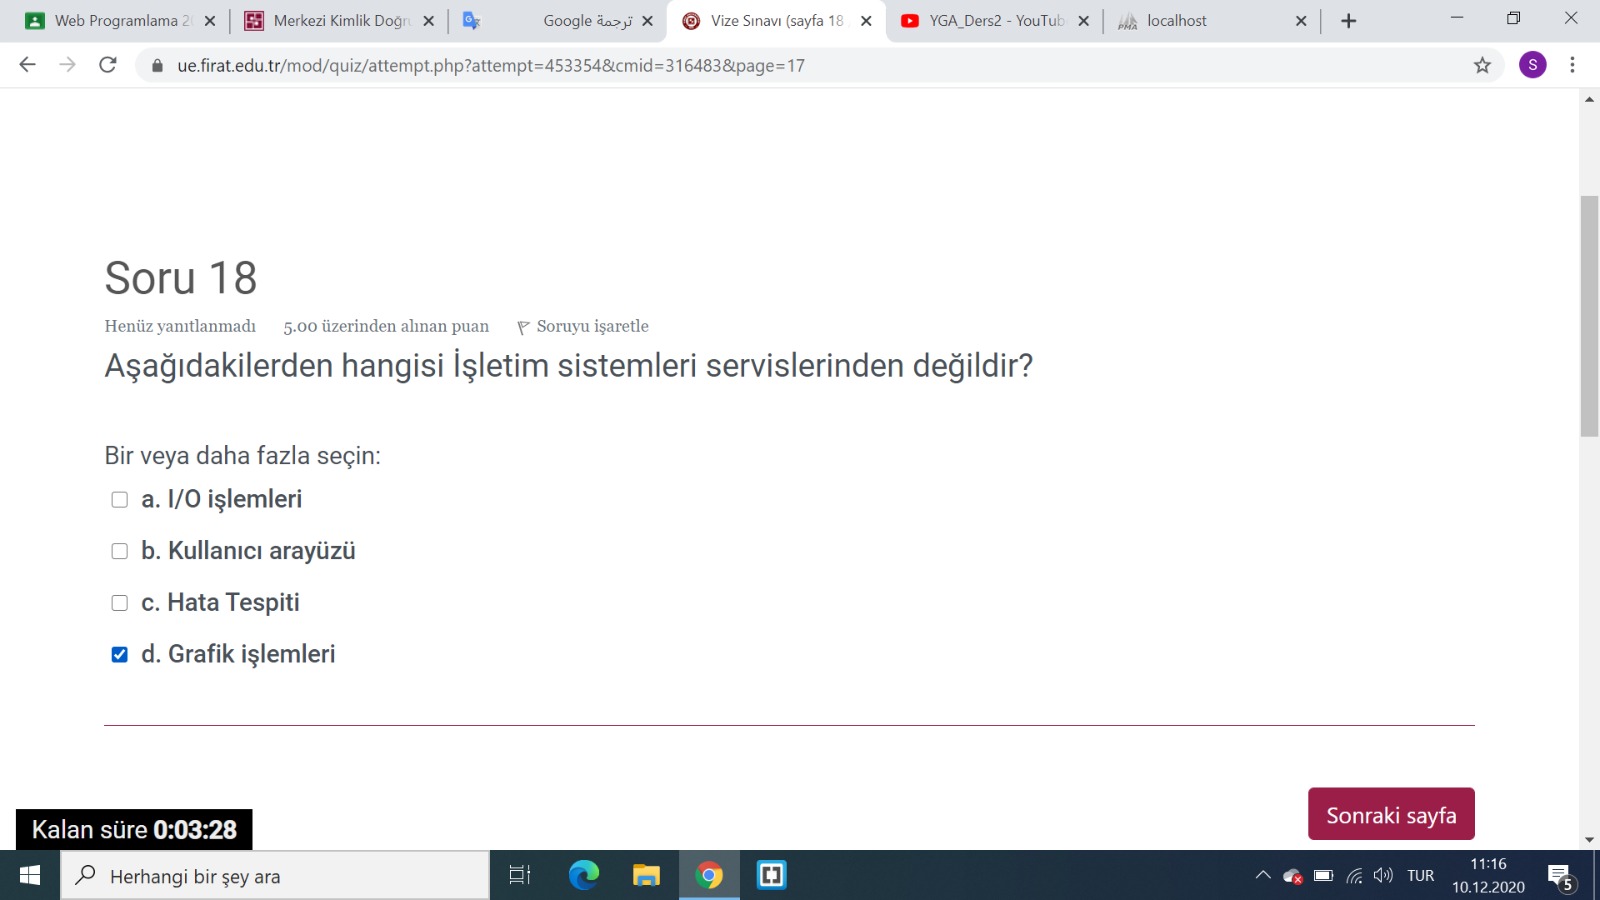 Web Programlama 2
Merkezi Kimlik Doğru
ترجمة Google
Vize Sınavı (sayfa 18
YGA_Ders2 - YouTub
PMA
localhost
ue.firat.edu.tr/mod/quiz/attempt.php?attempt=453354&cmid=316483&page=17
S
Soru 18
Henüz yanıtlanmadı 5.00 üzerinden alınan puan Soruyu işaretle
Aşağıdakilerden hangisi İşletim sistemleri servislerinden değildir?
Bir veya daha fazla seçin:
a. I/O işlemleri
b. Kullanıcı arayüzü
c. Hata Tespiti
d. Grafik işlemleri
Sonraki sayfa
Kalan süre 0:03:28
Herhangi bir şey ara
TUR
11:16
10.12.2020
5